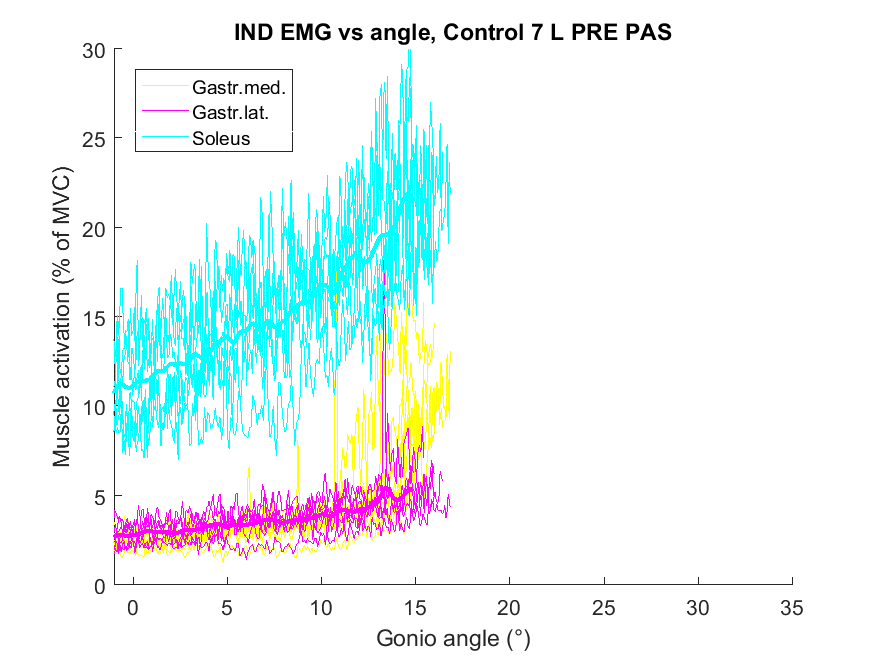 IND EMG vs angle, Control 7 L PRE PAS
30
25
20
15
10
5
0
Muscle activation (% of MVC)
Gastr.med.
Gastr.lat.
Soleus
0 5 10 15 20 25 30 35
Gonio angle (°)